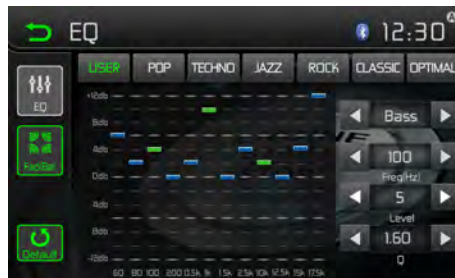 EQ 12:30
USER POP TECHNO JAZZ ROCK CLASSIC OPTIMAL
EQ
Fad/Bal
Default
+12db
8db
4db
0db
4db
8db
-12db
60 80 100 200 0.5k 1k 1.5k 2.5k 10k 12.5k 15k 17.5k
Bass
100
Freq(Hz)
5
Level
1.60
Q